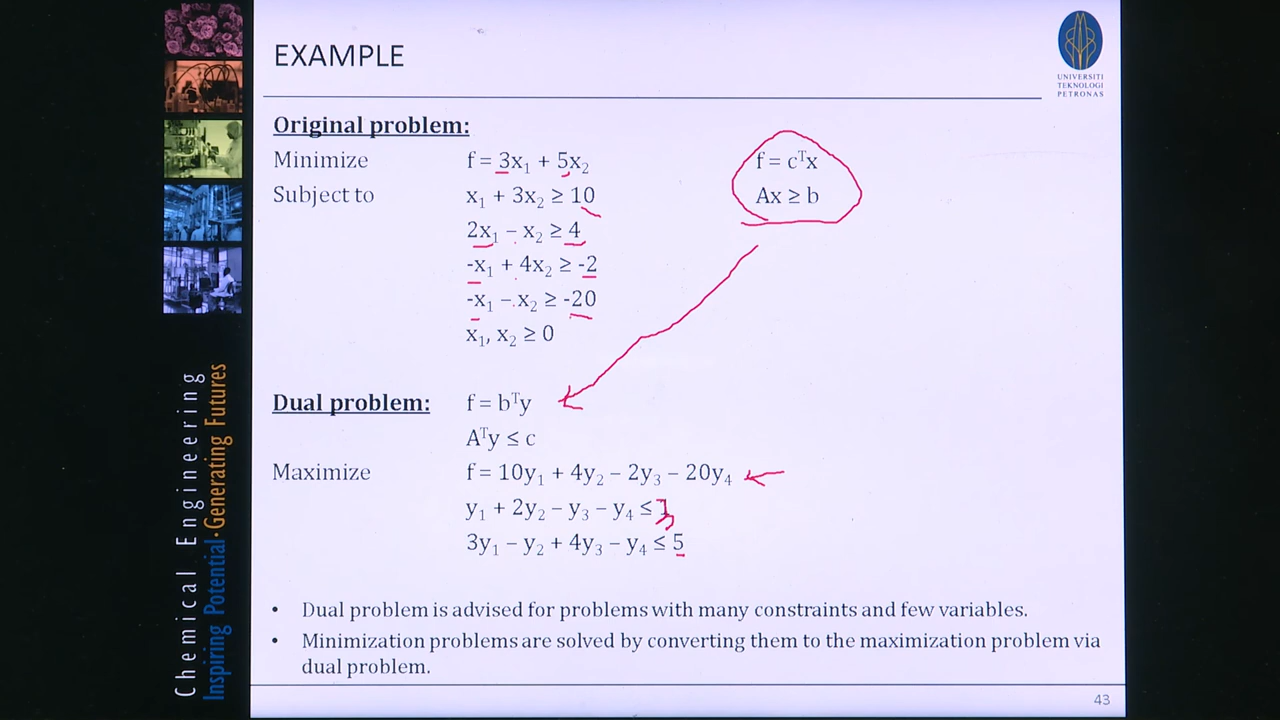 EXAMPLE
UNIVERSITI
TEKNOLOGI
PETRONAS
Original problem:
Minimize f = 3x₁ + 5x₂ f = cᵀx
Subject to x₁ + 3x₂ ≥ 10 Ax ≥ b
2x₁ – x₂ ≥ 4
-x₁ + 4x₂ ≥ -2
-x₁ – x₂ ≥ -20
x₁, x₂ ≥ 0
Dual problem: f = bᵀy
Aᵀy ≤ c
Maximize f = 10y₁ + 4y₂ – 2y₃ – 20y₄
y₁ + 2y₂ – y₃ – y₄ ≤ 3
3y₁ – y₂ + 4y₃ – y₄ ≤ 5
• Dual problem is advised for problems with many constraints and few variables.
• Minimization problems are solved by converting them to the maximization problem via
dual problem.
43
Chemical Engineering
Inspiring Potential·Generating Futures